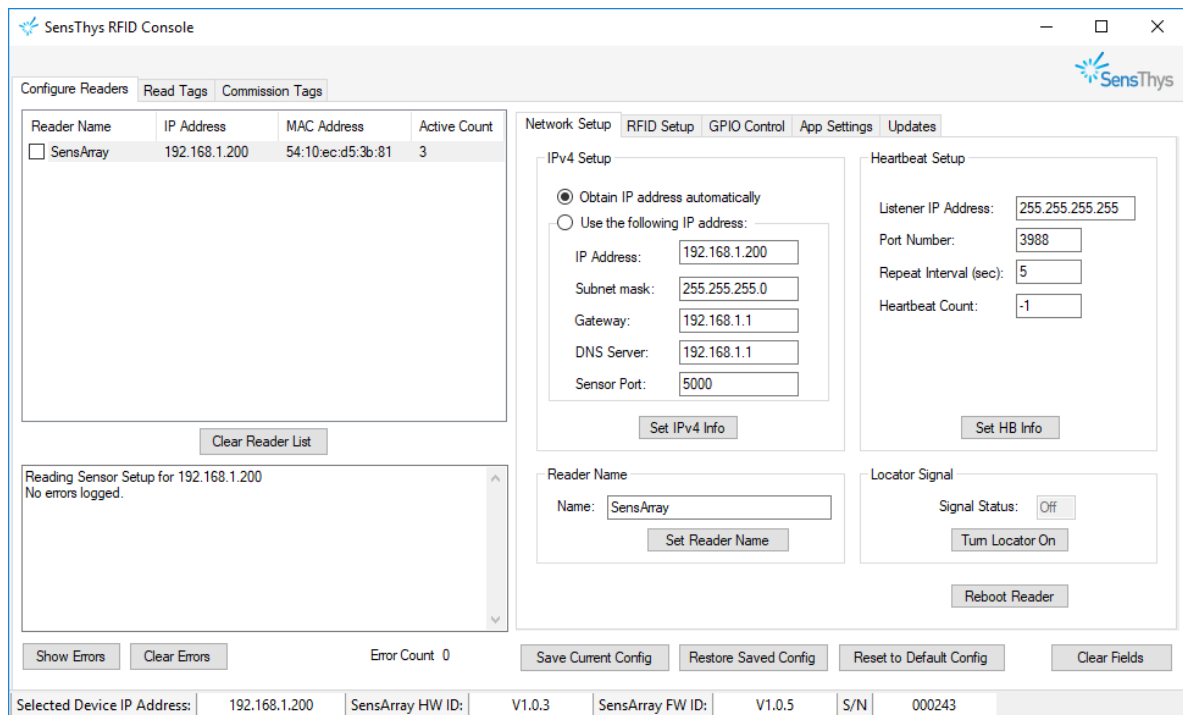 SensThys RFID Console
SensThys
Configure Readers Read Tags Commission Tags
Reader Name IP Address MAC Address Active Count
SensArray 192.168.1.200 54:10:ec:d5:3b:81 3
Clear Reader List
Reading Sensor Setup for 192.168.1.200
No errors logged.
Show Errors Clear Errors Error Count 0
Network Setup RFID Setup GPIO Control App Settings Updates
IPv4 Setup
Obtain IP address automatically
Use the following IP address:
IP Address: 192.168.1.200
Subnet mask: 255.255.255.0
Gateway: 192.168.1.1
DNS Server: 192.168.1.1
Sensor Port: 5000
Set IPv4 Info
Heartbeat Setup
Listener IP Address: 255.255.255.255
Port Number: 3988
Repeat Interval (sec): 5
Heartbeat Count: -1
Set HB Info
Reader Name
Name: SensArray
Set Reader Name
Locator Signal
Signal Status: Off
Turn Locator On
Reboot Reader
Save Current Config Restore Saved Config Reset to Default Config Clear Fields
Selected Device IP Address: 192.168.1.200 SensArray HW ID: V1.0.3 SensArray FW ID: V1.0.5 S/N 000243